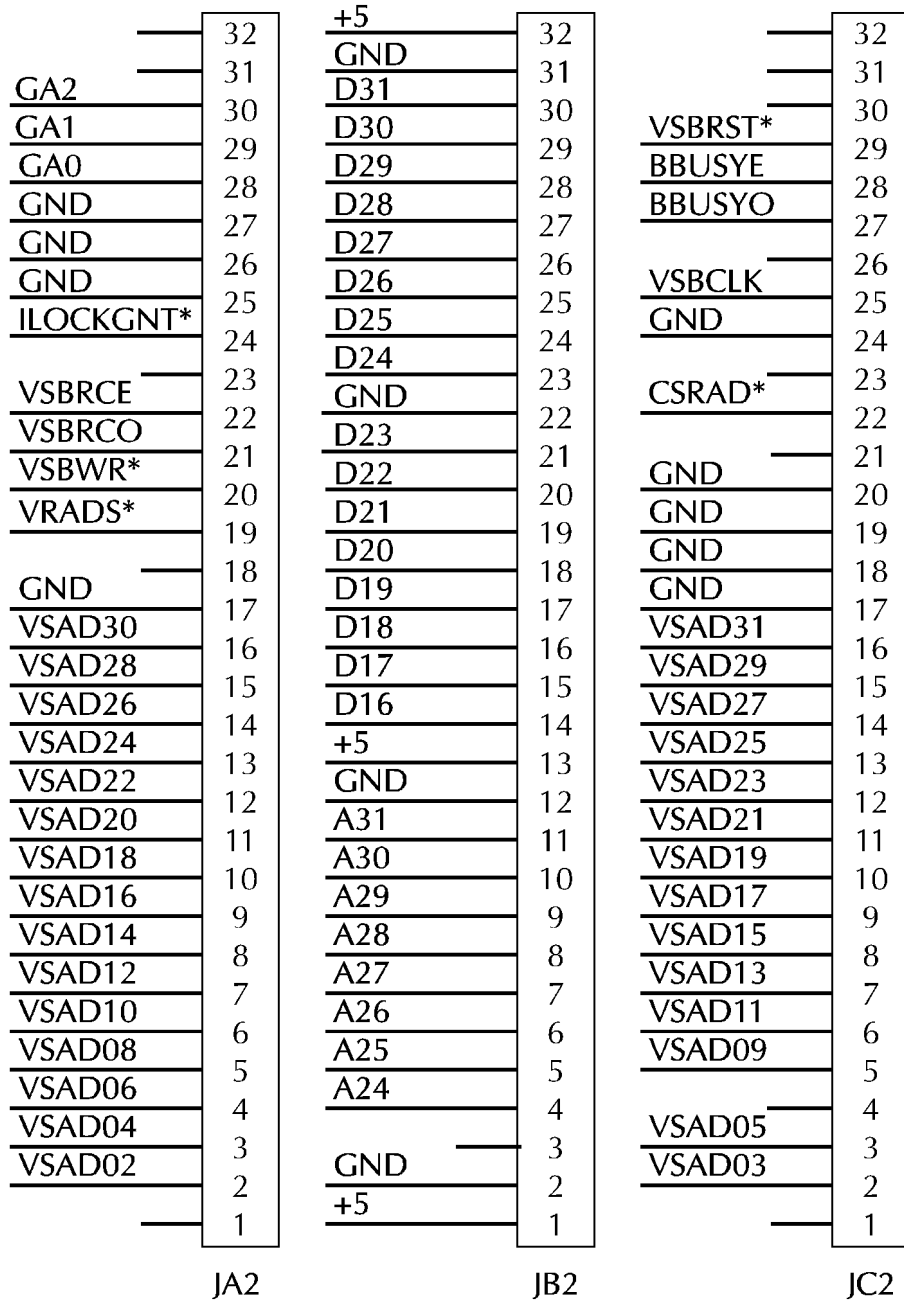 32
31
GA2 30
GA1 29
GA0 28
GND 27
GND 26
GND 25
ILOCKGNT* 24
23
VSBRCE 22
VSBRCO 21
VSBWR* 20
VRADS* 19
18
GND 17
VSAD30 16
VSAD28 15
VSAD26 14
VSAD24 13
VSAD22 12
VSAD20 11
VSAD18 10
VSAD16 9
VSAD14 8
VSAD12 7
VSAD10 6
VSAD08 5
VSAD06 4
VSAD04 3
VSAD02 2
1
JA2
+5 32
GND 31
D31 30
D30 29
D29 28
D28 27
D27 26
D26 25
D25 24
D24 23
GND 22
D23 21
D22 20
D21 19
D20 18
D19 17
D18 16
D17 15
D16 14
+5 13
GND 12
A31 11
A30 10
A29 9
A28 8
A27 7
A26 6
A25 5
A24 4
3
GND 2
+5 1
JB2
32
31
30
VSBRST* 29
BBUSYE 28
BBUSYO 27
26
VSBCLK 25
GND 24
23
CSRAD* 22
21
GND 20
GND 19
GND 18
GND 17
VSAD31 16
VSAD29 15
VSAD27 14
VSAD25 13
VSAD23 12
VSAD21 11
VSAD19 10
VSAD17 9
VSAD15 8
VSAD13 7
VSAD11 6
VSAD09 5
4
VSAD05 3
VSAD03 2
1
JC2